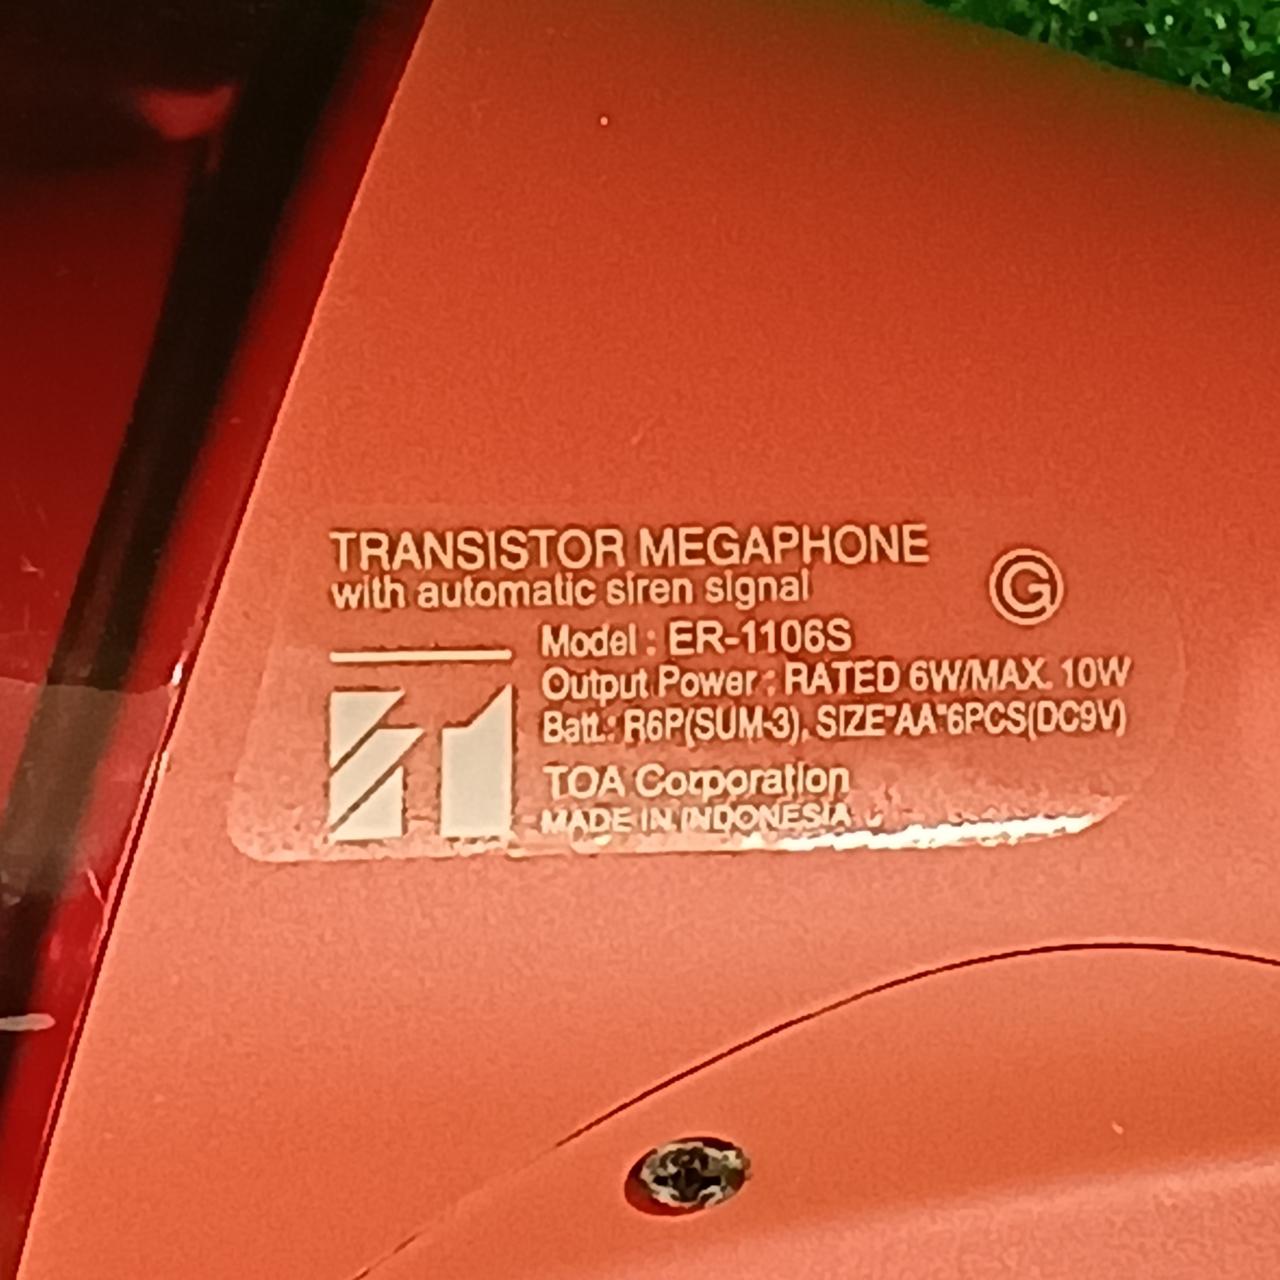 TRANSISTOR MEGAPHONE
with automatic siren signal
G
Model : ER-1106S
Output Power : RATED 6W/MAX. 10W
Batt.: R6P(SUM-3), SIZE"AA"6PCS(DC9V)
TOA Corporation
MADE IN INDONESIA